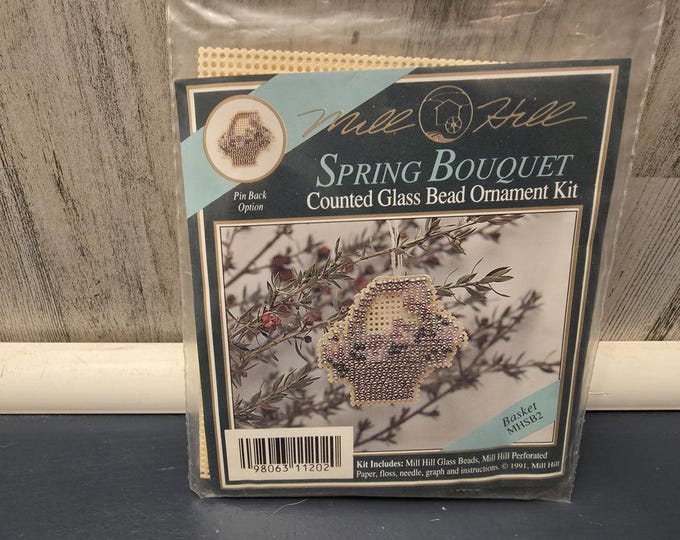 Mill Hill
SPRING BOUQUET
Counted Glass Bead Ornament Kit
Pin Back
Option
Basket
MHSB2
98063 11202
Kit Includes: Mill Hill Glass Beads, Mill Hill Perforated
Paper, floss, needle, graph and instructions. © 1991, Mill Hill